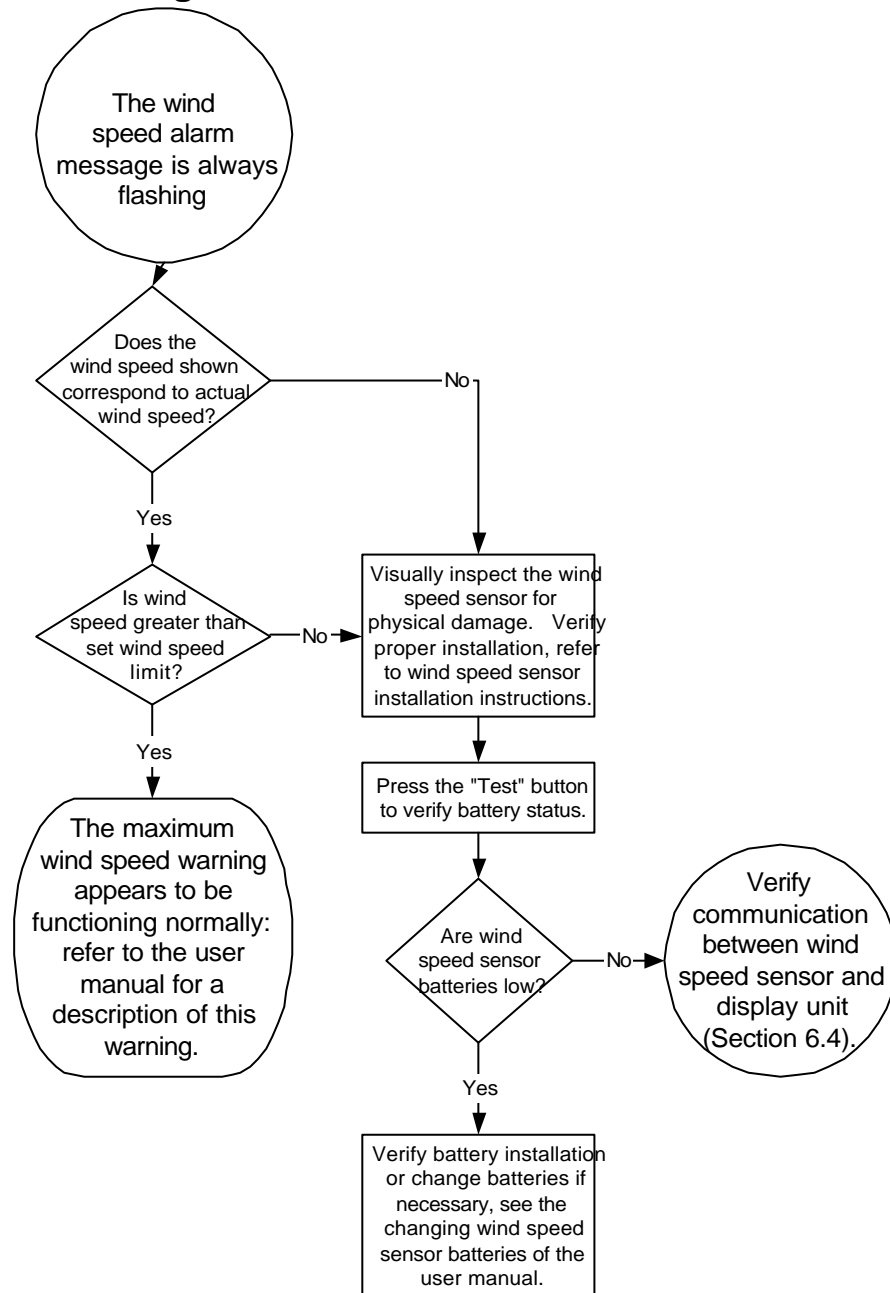 The wind
speed alarm
message is always
flashing
Does the
wind speed shown
correspond to actual
wind speed?
No
Yes
Is wind
speed greater than
set wind speed
limit?
No
Visually inspect the wind
speed sensor for
physical damage. Verify
proper installation, refer
to wind speed sensor
installation instructions.
Yes
Press the "Test" button
to verify battery status.
The maximum
wind speed warning
appears to be
functioning normally:
refer to the user
manual for a
description of this
warning.
Are wind
speed sensor
batteries low?
No
Verify
communication
between wind
speed sensor and
display unit
(Section 6.4).
Yes
Verify battery installation
or change batteries if
necessary, see the
changing wind speed
sensor batteries of the
user manual.